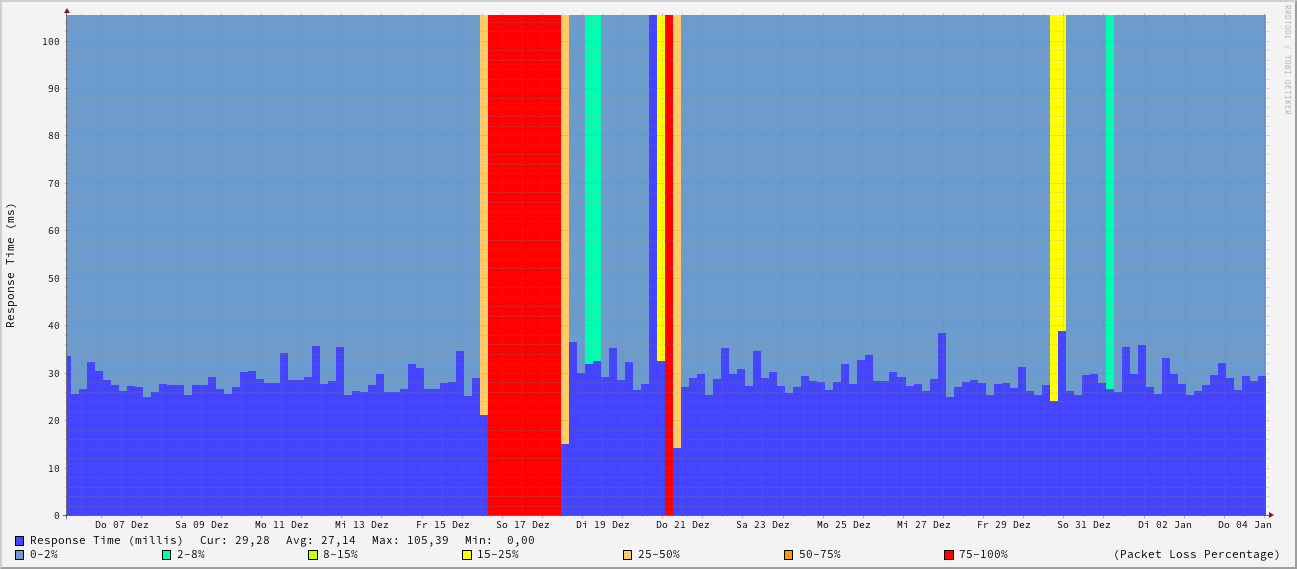 RRDTOOL / TOBI OETIKER
Response Time (ms)
100
90
80
70
60
50
40
30
20
10
0
Do 07 Dez Sa 09 Dez Mo 11 Dez Mi 13 Dez Fr 15 Dez So 17 Dez Di 19 Dez Do 21 Dez Sa 23 Dez Mo 25 Dez Mi 27 Dez Fr 29 Dez So 31 Dez Di 02 Jan Do 04 Jan
Response Time (millis) Cur: 29,28 Avg: 27,14 Max: 105,39 Min: 0,00
0-2% 2-8% 8-15% 15-25% 25-50% 50-75% 75-100% (Packet Loss Percentage)